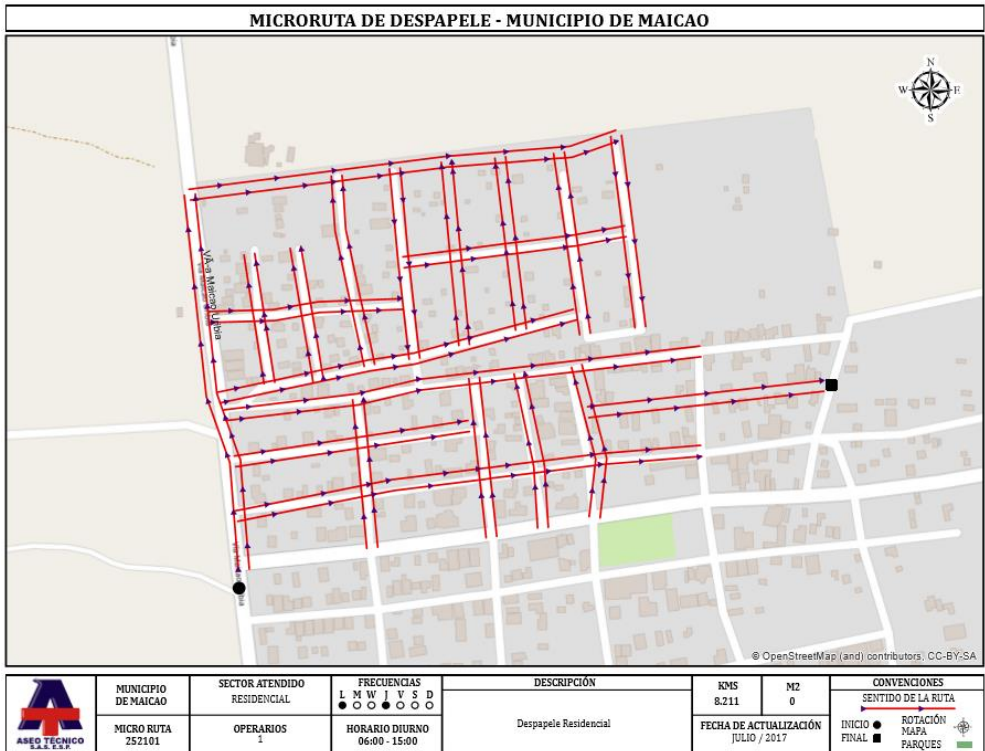 MICRORUTA DE DESPAPELE - MUNICIPIO DE MAICAO
N
W E
S
VÃ-a Maicao Uribia
© OpenStreetMap (and) contributors, CC-BY-SA
ASEO TÉCNICO
S.A.S. E.S.P.
MUNICIPIO
DE MAICAO
MICRO RUTA
252101
SECTOR ATENDIDO
RESIDENCIAL
OPERARIOS
1
FRECUENCIAS
L M W J V S D
HORARIO DIURNO
06:00 - 15:00
DESCRIPCIÓN
Despapele Residencial
KMS
8.211
M2
0
FECHA DE ACTUALIZACIÓN
JULIO / 2017
CONVENCIONES
SENTIDO DE LA RUTA
INICIO
FINAL
ROTACIÓN
MAPA
PARQUES